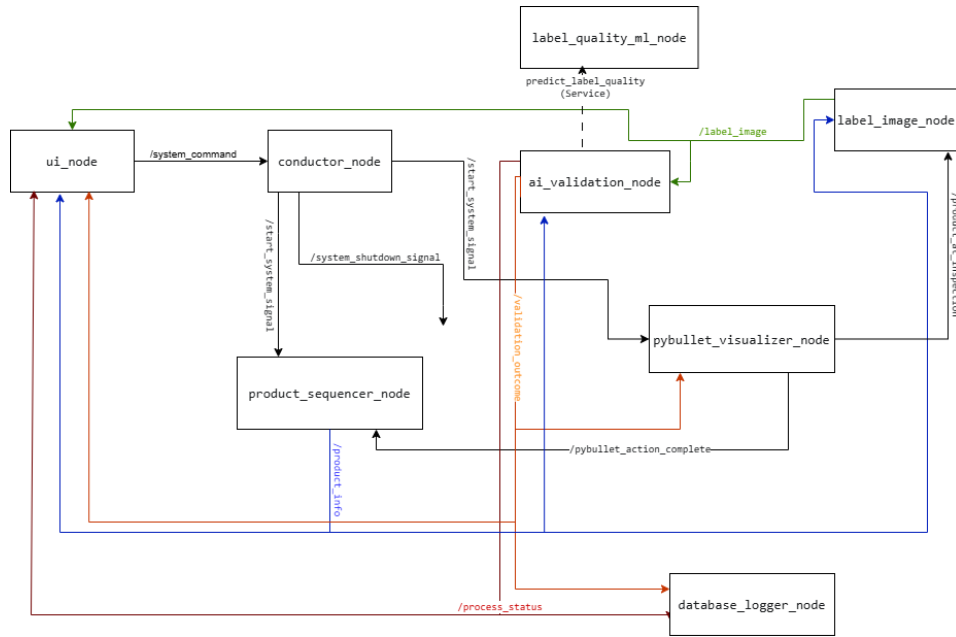 label_quality_ml_node
predict_label_quality
(Service)
label_image_node
/label_image
ui_node
/system_command
conductor_node
/start_system_signal
ai_validation_node
/product_at_inspection
/start_system_signal
/system_shutdown_signal
/validation_outcome
pybullet_visualizer_node
product_sequencer_node
/pybullet_action_complete
/product_info
/process_status
database_logger_node